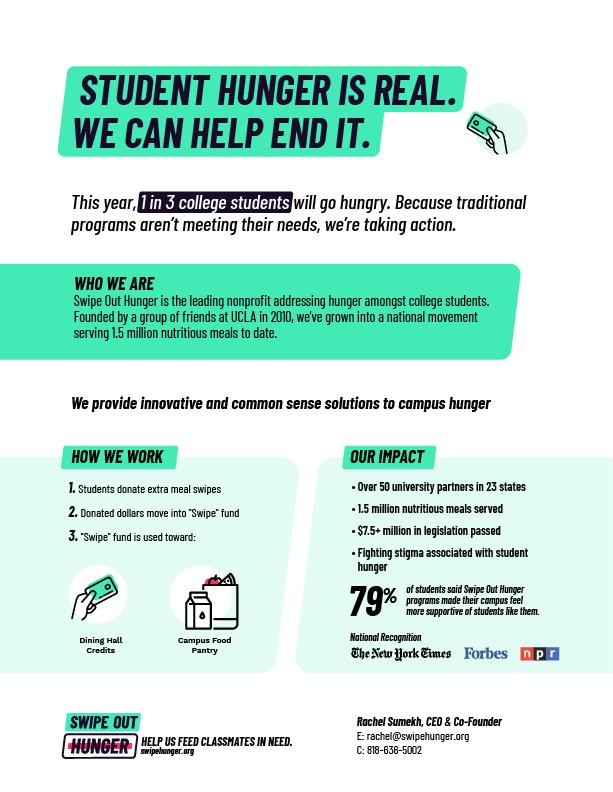 STUDENT HUNGER IS REAL.
WE CAN HELP END IT.
This year, 1 in 3 college students will go hungry. Because traditional
programs aren't meeting their needs, we're taking action.
WHO WE ARE
Swipe Out Hunger is the leading nonprofit addressing hunger amongst college students.
Founded by a group of friends at UCLA in 2010, we've grown into a national movement
serving 1.5 million nutritious meals to date.
We provide innovative and common sense solutions to campus hunger
HOW WE WORK
1. Students donate extra meal swipes
2. Donated dollars move into "Swipe" fund
3. "Swipe" fund is used toward:
Dining Hall
Credits
Campus Food
Pantry
OUR IMPACT
• Over 50 university partners in 23 states
• 1.5 million nutritious meals served
• $7.5+ million in legislation passed
• Fighting stigma associated with student
hunger
79%
of students said Swipe Out Hunger
programs made their campus feel
more supportive of students like them.
National Recognition
The New York Times Forbes npr
SWIPE OUT
HUNGER
HELP US FEED CLASSMATES IN NEED.
swipehunger.org
Rachel Sumekh, CEO & Co-Founder
E: rachel@swipehunger.org
C: 818-636-5002